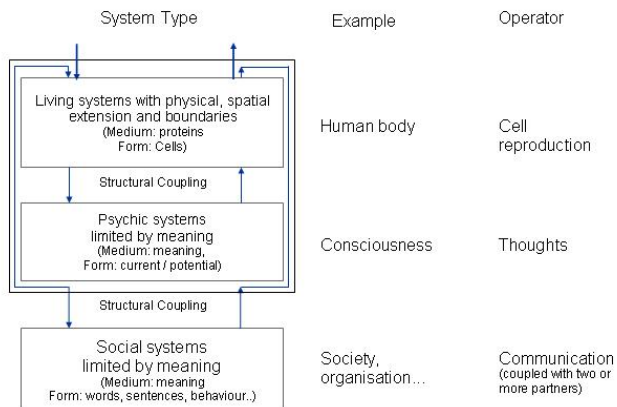 System Type
Example
Operator
Living systems with physical, spatial
extension and boundaries
(Medium: proteins
Form: Cells)
Human body
Cell
reproduction
Structural Coupling
Psychic systems
limited by meaning
(Medium: meaning,
Form: current / potential)
Consciousness
Thoughts
Structural Coupling
Social systems
limited by meaning
(Medium: meaning
Form: words, sentences, behaviour..)
Society,
organisation...
Communication
(coupled with two or
more partners)